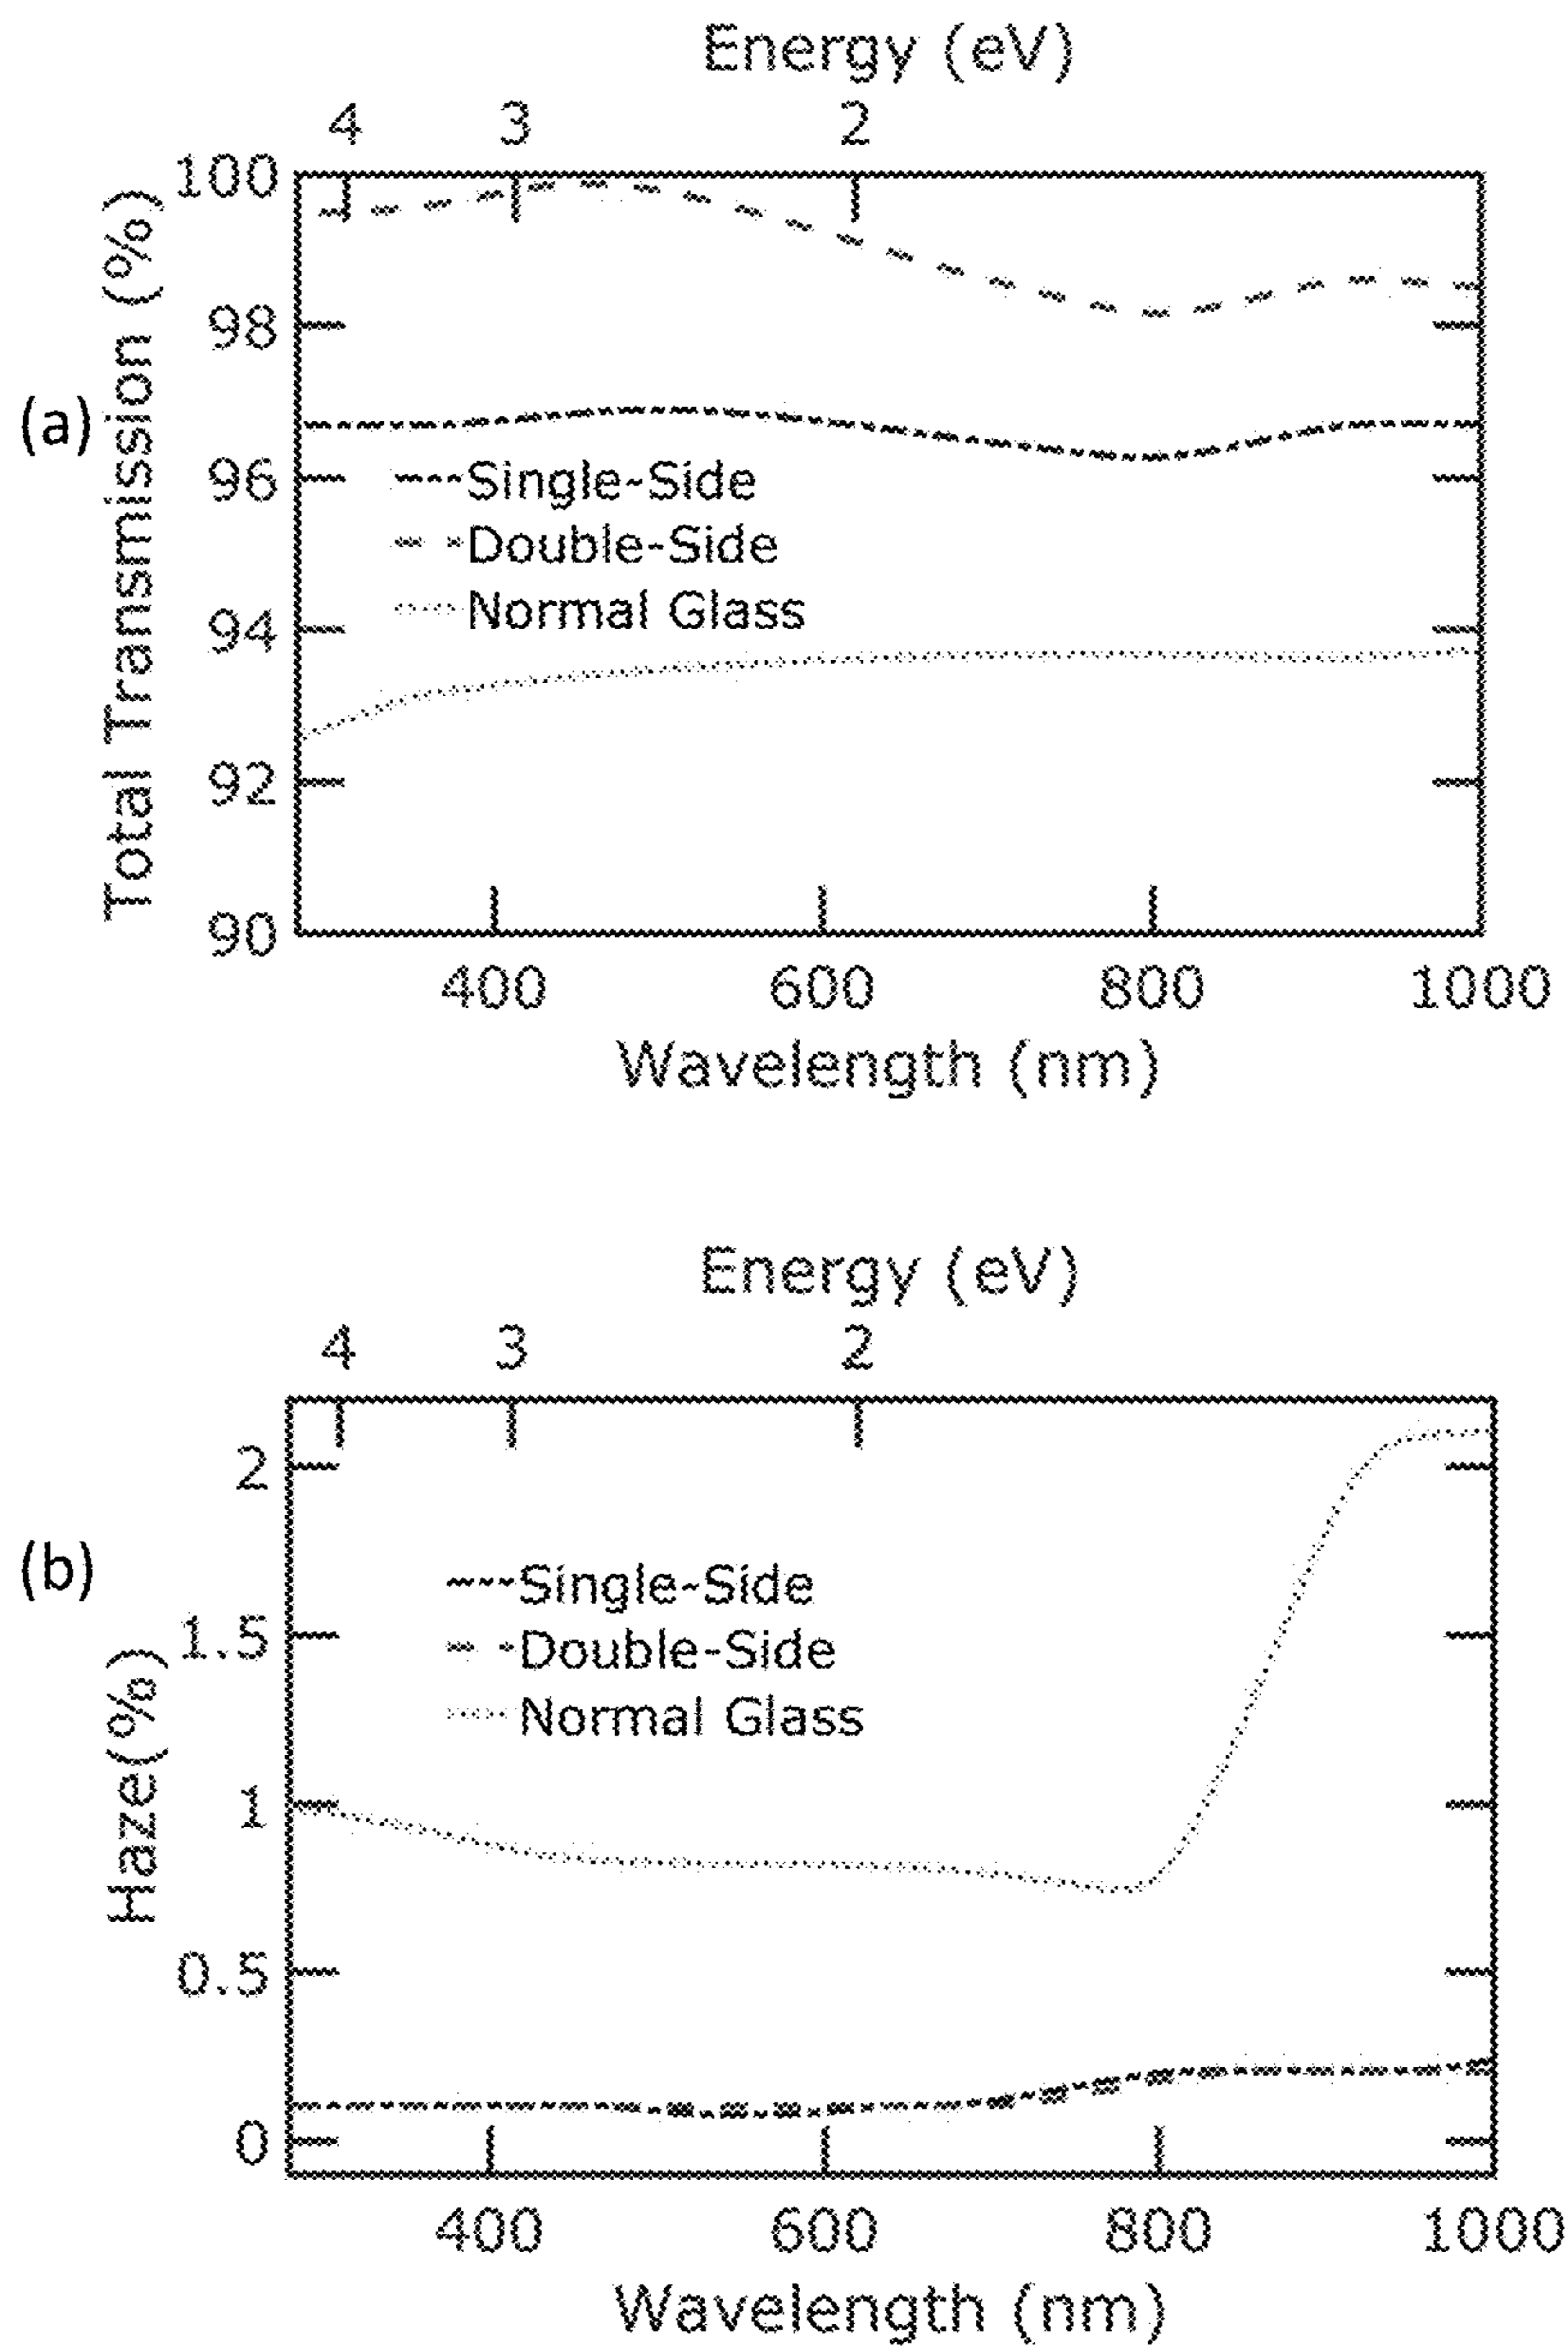 Energy (eV)
4 3 2
100
98
96
94
92
90
Total Transmission (%)
(a)
Single-Side
Double-Side
Normal Glass
400 600 800 1000
Wavelength (nm)
Energy (eV)
4 3 2
2
1.5
1
0.5
0
Haze(%)
(b)
Single-Side
Double-Side
Normal Glass
400 600 800 1000
Wavelength (nm)